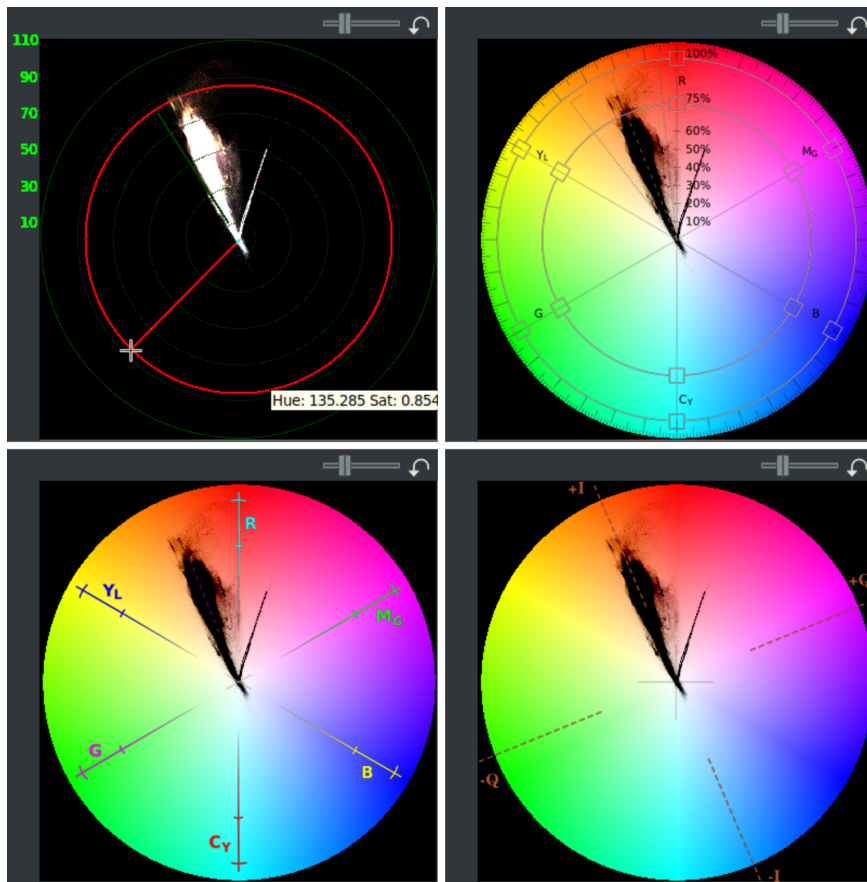 110
90
70
50
30
10
Hue: 135.285 Sat: 0.854
100%
R
75%
60%
50%
40%
30%
20%
10%
YL
MG
G
B
CY
R
YL
MG
G
B
CY
+I
+Q
-Q
-I